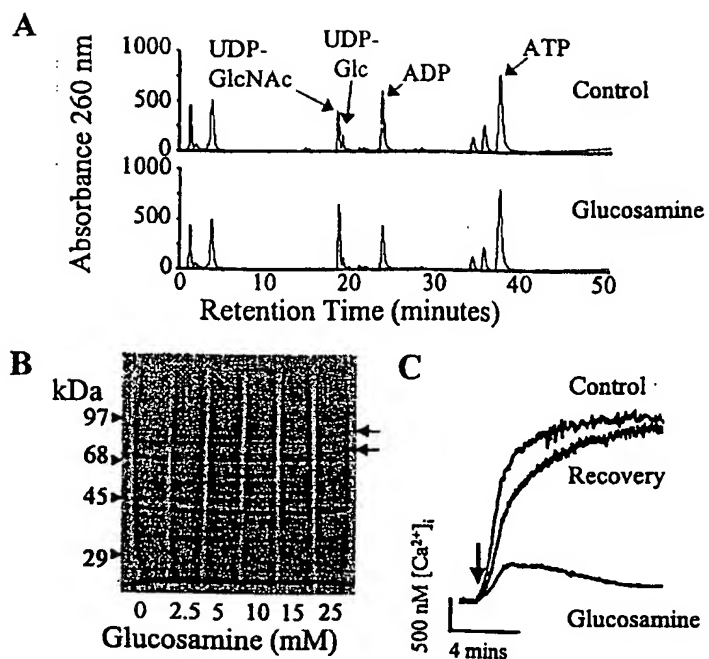 A
Absorbance 260 nm
1000
500
0
UDP-
GlcNAc
UDP-
Glc
ADP
ATP
Control
1000
500
0
Glucosamine
0 10 20 30 40 50
Retention Time (minutes)
B
kDa
97
68
45
29
0 2.5 5 10 15 25
Glucosamine (mM)
C
Control
Recovery
Glucosamine
500 nM [Ca²⁺]ᵢ
4 mins